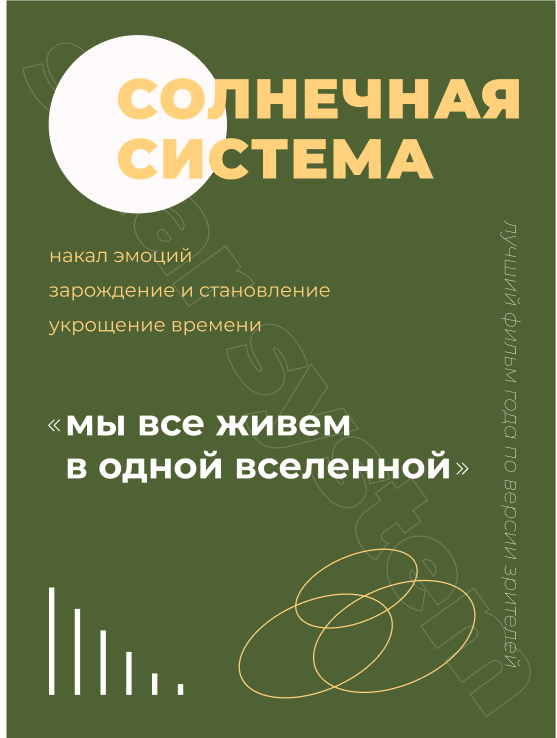 СОЛНЕЧНАЯ
СИСТЕМА
накал эмоций
зарождение и становление
укрощение времени
«мы все живем
в одной вселенной»
лучший фильм года по версии зрителей
system